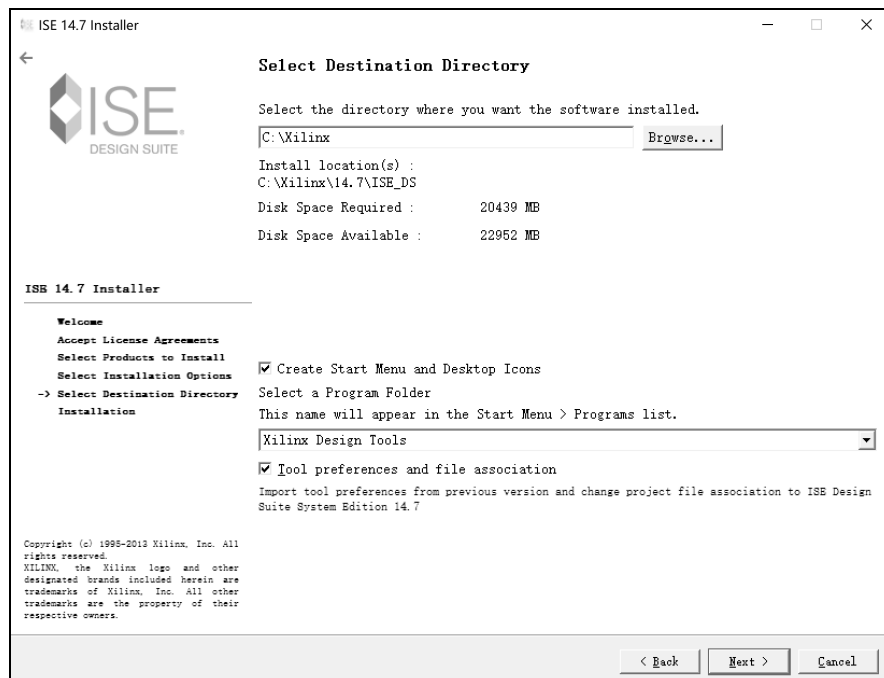 ISE 14.7 Installer
Select Destination Directory
ISE®
DESIGN SUITE
Select the directory where you want the software installed.
C:\Xilinx
Browse...
Install location(s) :
C:\Xilinx\14.7\ISE_DS
Disk Space Required : 20439 MB
Disk Space Available : 22952 MB
ISE 14.7 Installer
Welcome
Accept License Agreements
Select Products to Install
Select Installation Options
-> Select Destination Directory
Installation
Create Start Menu and Desktop Icons
Select a Program Folder
This name will appear in the Start Menu > Programs list.
Xilinx Design Tools
Tool preferences and file association
Import tool preferences from previous version and change project file association to ISE Design
Suite System Edition 14.7
Copyright (c) 1995-2013 Xilinx, Inc. All
rights reserved.
XILINX, the Xilinx logo and other
designated brands included herein are
trademarks of Xilinx, Inc. All other
trademarks are the property of their
respective owners.
< Back
Next >
Cancel